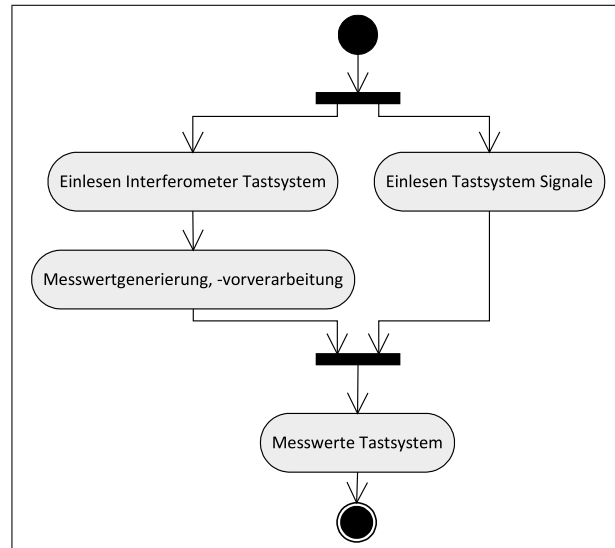 Einlesen Interferometer Tastsystem
Einlesen Tastsystem Signale
Messwertgenerierung, -vorverarbeitung
Messwerte Tastsystem